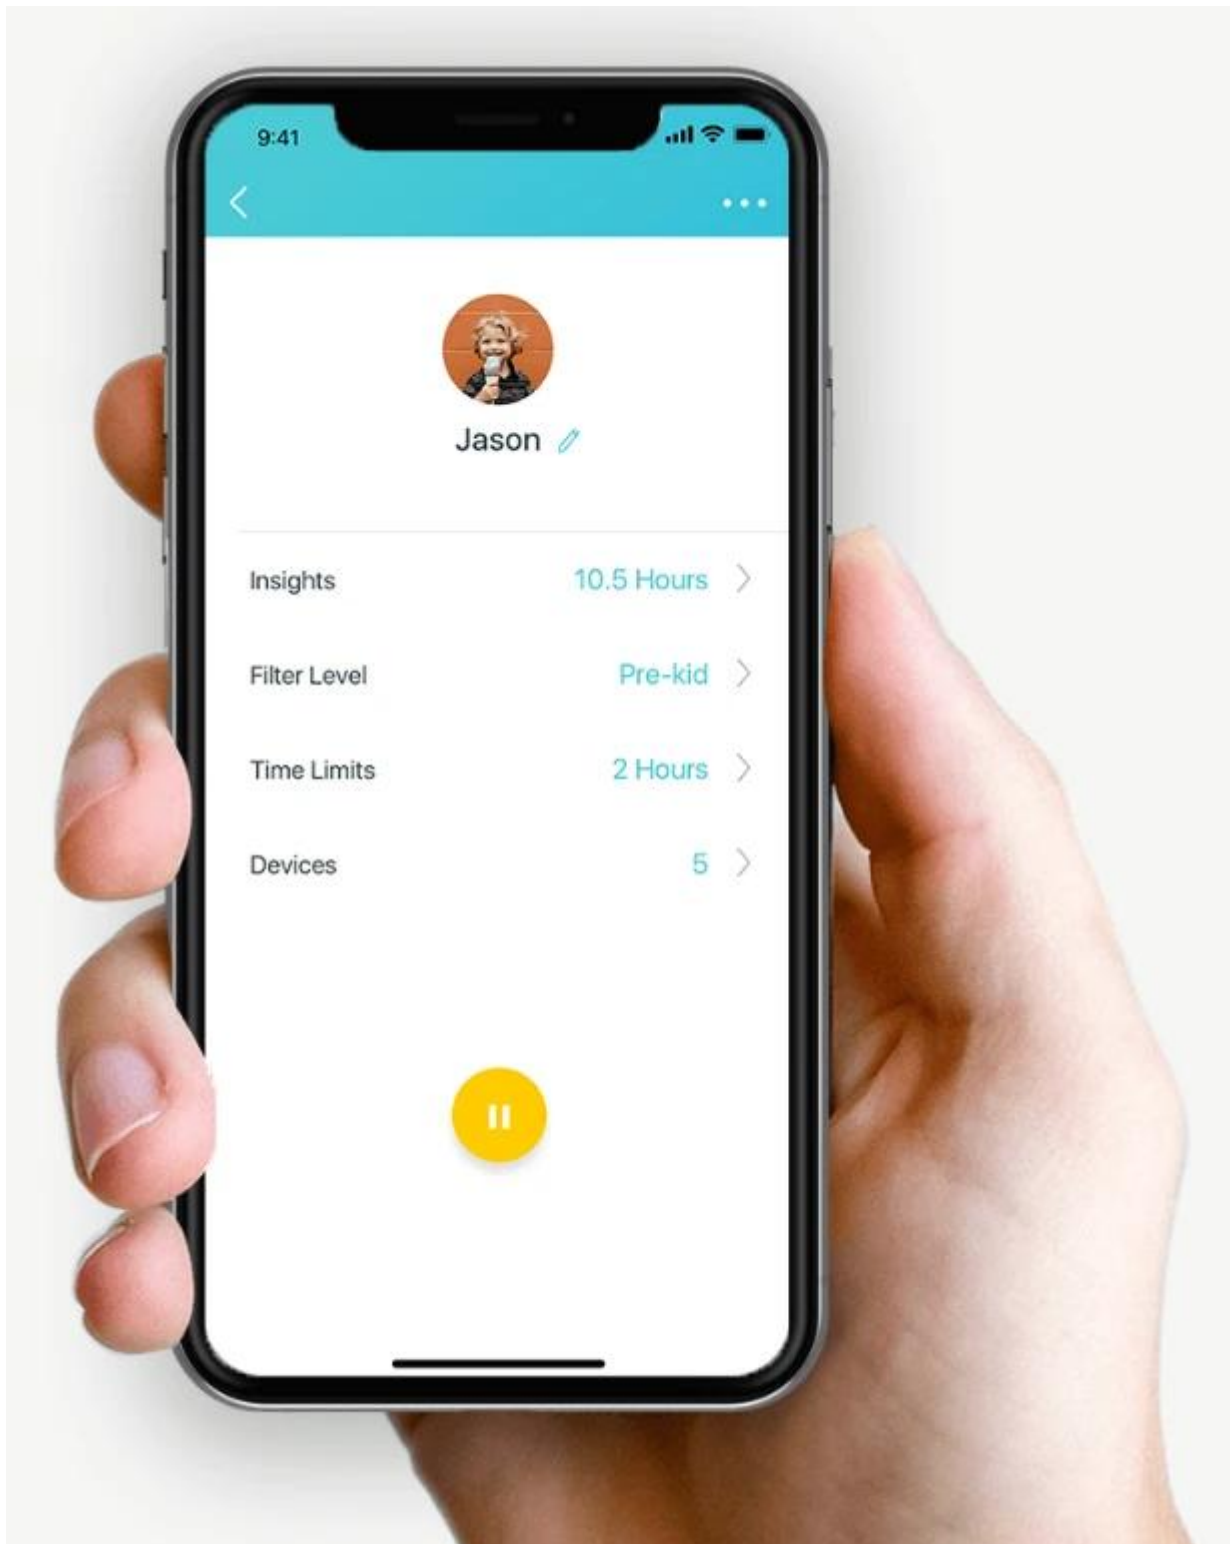 9:41
Jason
Insights 10.5 Hours
Filter Level Pre-kid
Time Limits 2 Hours
Devices 5